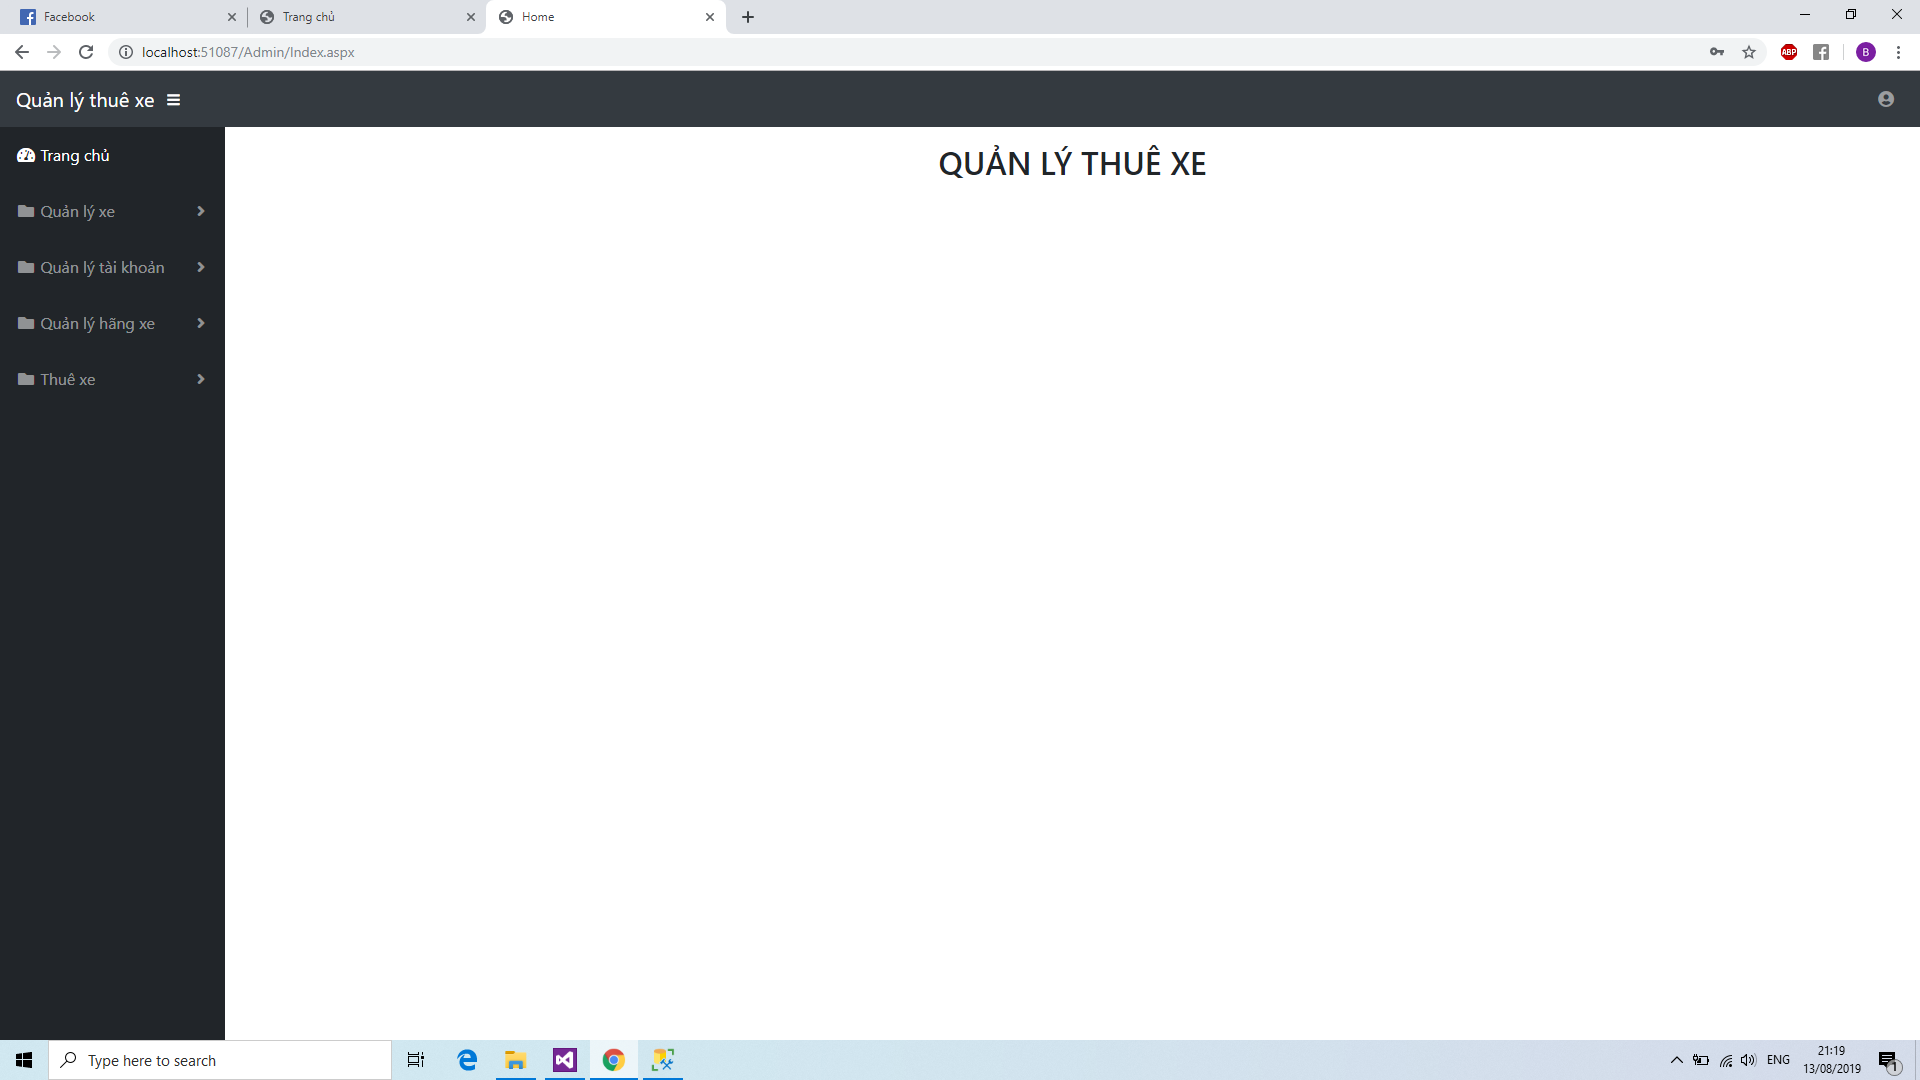 Facebook
Trang chủ
Home
localhost:51087/Admin/Index.aspx
ABP
B
Quản lý thuê xe
Trang chủ
Quản lý xe
Quản lý tài khoản
Quản lý hãng xe
Thuê xe
QUẢN LÝ THUÊ XE
Type here to search
ENG
21:19
13/08/2019
1